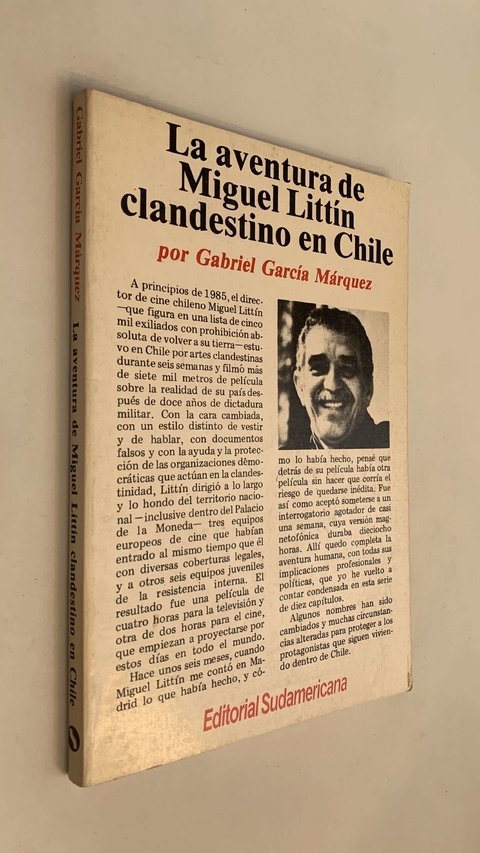 Gabriel García Márquez La aventura de Miguel Littín clandestino en Chile
La aventura de
Miguel Littín
clandestino en Chile
por Gabriel García Márquez
A principios de 1985, el direc-
tor de cine chileno Miguel Littín
—que figura en una lista de cinco
mil exiliados con prohibición ab-
soluta de volver a su tierra— estu-
vo en Chile por artes clandestinas
durante seis semanas y filmó más
de siete mil metros de película
sobre la realidad de su país des-
pués de doce años de dictadura
militar. Con la cara cambiada,
con un estilo distinto de vestir
y de hablar, con documentos
falsos y con la ayuda y la protec-
ción de las organizaciones demo-
cráticas que actúan en la clandes-
tinidad, Littín dirigió a lo largo
y lo hondo del territorio nacio-
nal —inclusive dentro del Palacio
de la Moneda— tres equipos
europeos de cine que habían
entrado al mismo tiempo que él
con diversas coberturas legales,
y a otros seis equipos juveniles
de la resistencia interna. El
resultado fue una película de
cuatro horas para la televisión y
otra de dos horas para el cine,
que empiezan a proyectarse por
estos días en todo el mundo.
Hace unos seis meses, cuando
Miguel Littín me contó en Ma-
drid lo que había hecho, y có-
mo lo había hecho, pensé que
detrás de su película había otra
película sin hacer que corría el
riesgo de quedarse inédita. Fue
así como aceptó someterse a un
interrogatorio agotador de casi
una semana, cuya versión mag-
netofónica duraba dieciocho
horas. Allí quedo completa la
aventura humana, con todas sus
implicaciones profesionales y
políticas, que yo he vuelto a
contar condensada en esta serie
de diez capítulos.
Algunos nombres han sido
cambiados y muchas circunstan-
cias alteradas para proteger a los
protagonistas que siguen vivien-
do dentro de Chile.
Editorial Sudamericana